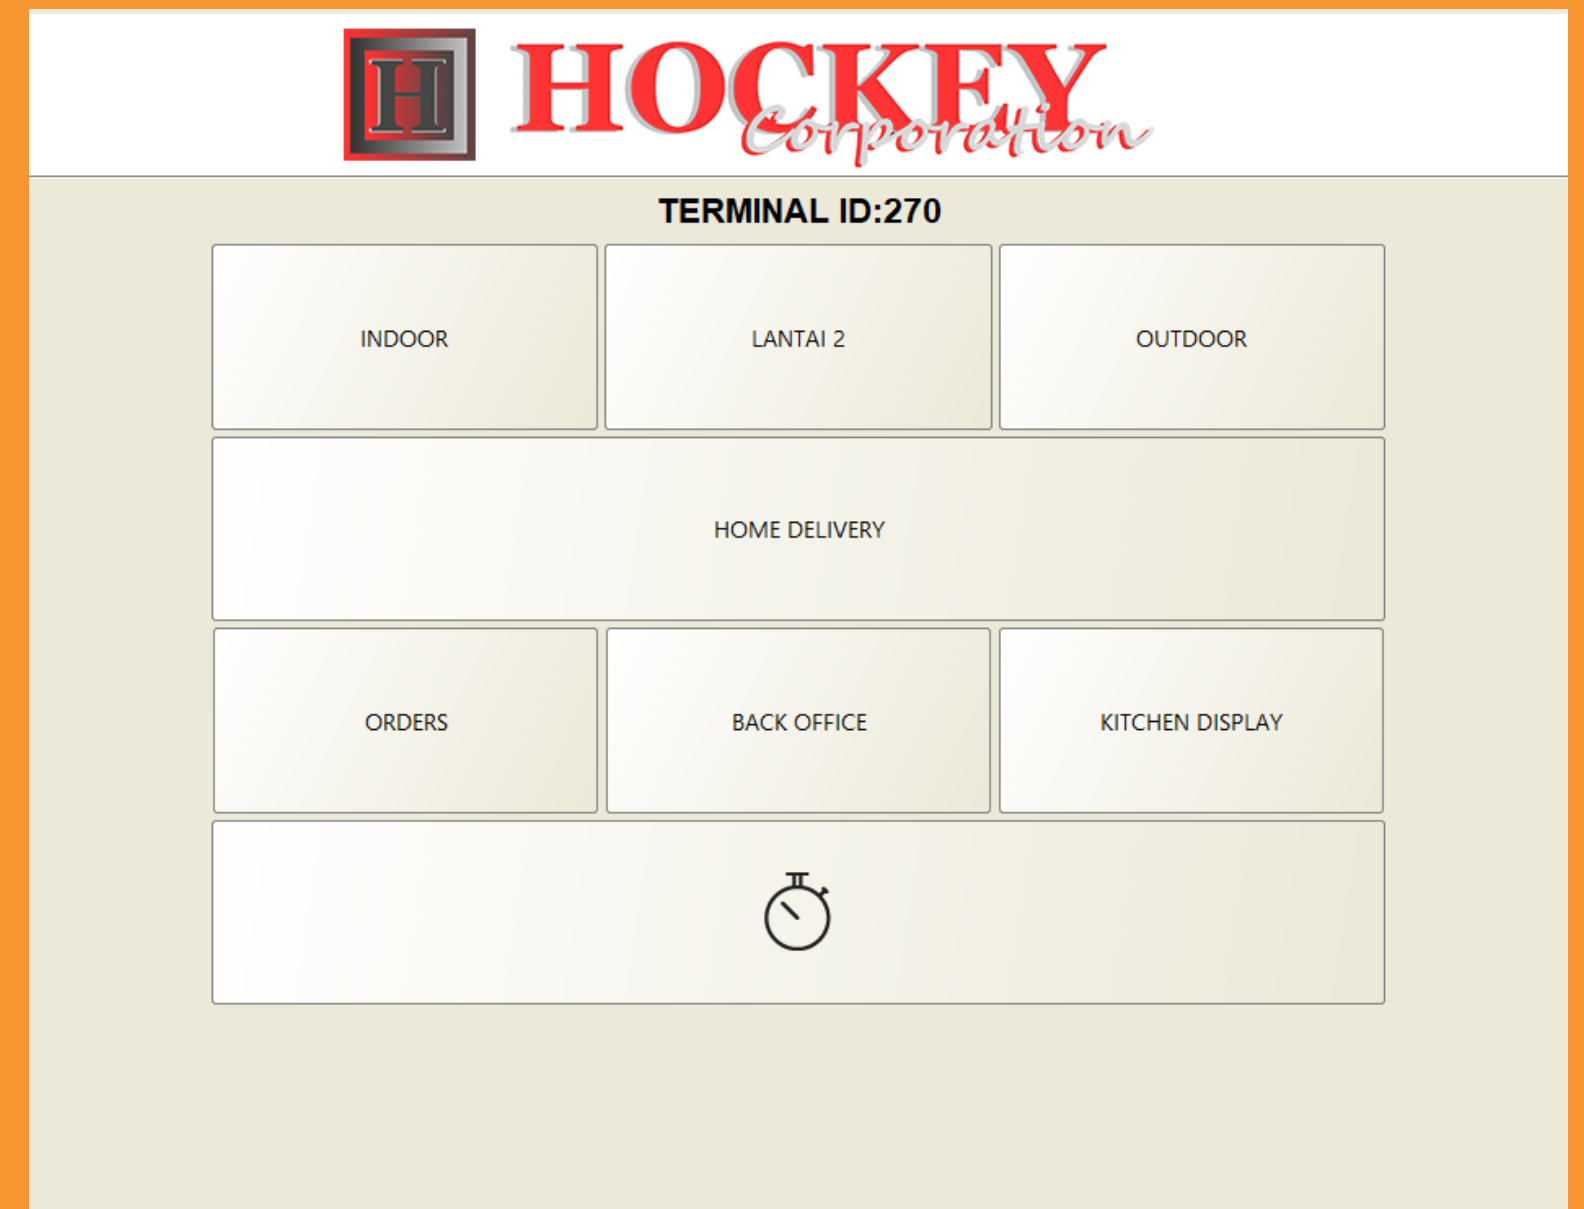 H
HOCKEY
Corporation
TERMINAL ID:270
INDOOR
LANTAI 2
OUTDOOR
HOME DELIVERY
ORDERS
BACK OFFICE
KITCHEN DISPLAY